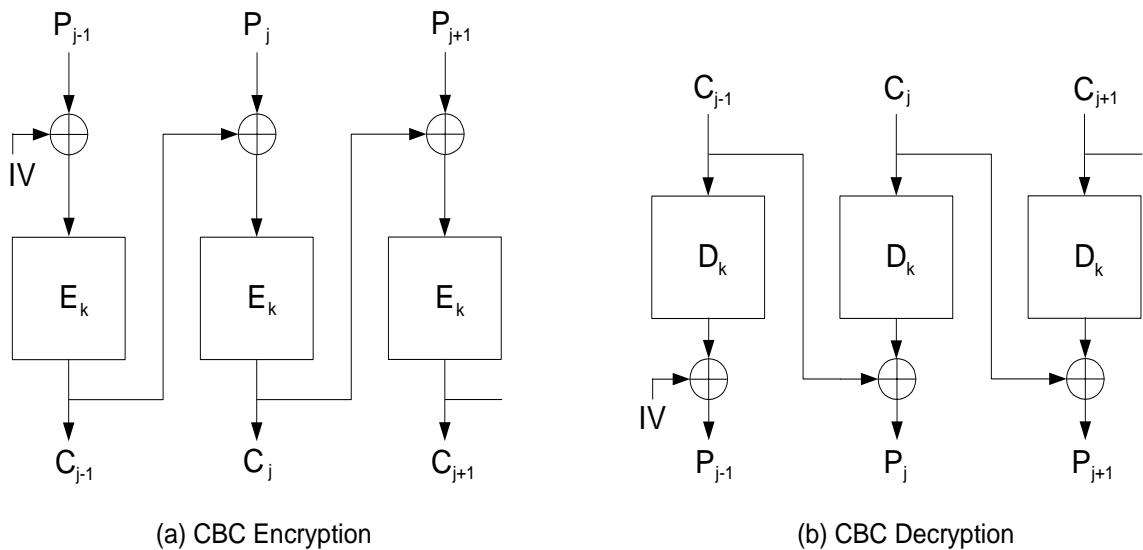 P_{j-1} P_j P_{j+1}
IV
E_k E_k E_k
C_{j-1} C_j C_{j+1}
(a) CBC Encryption
C_{j-1} C_j C_{j+1}
D_k D_k D_k
IV
P_{j-1} P_j P_{j+1}
(b) CBC Decryption